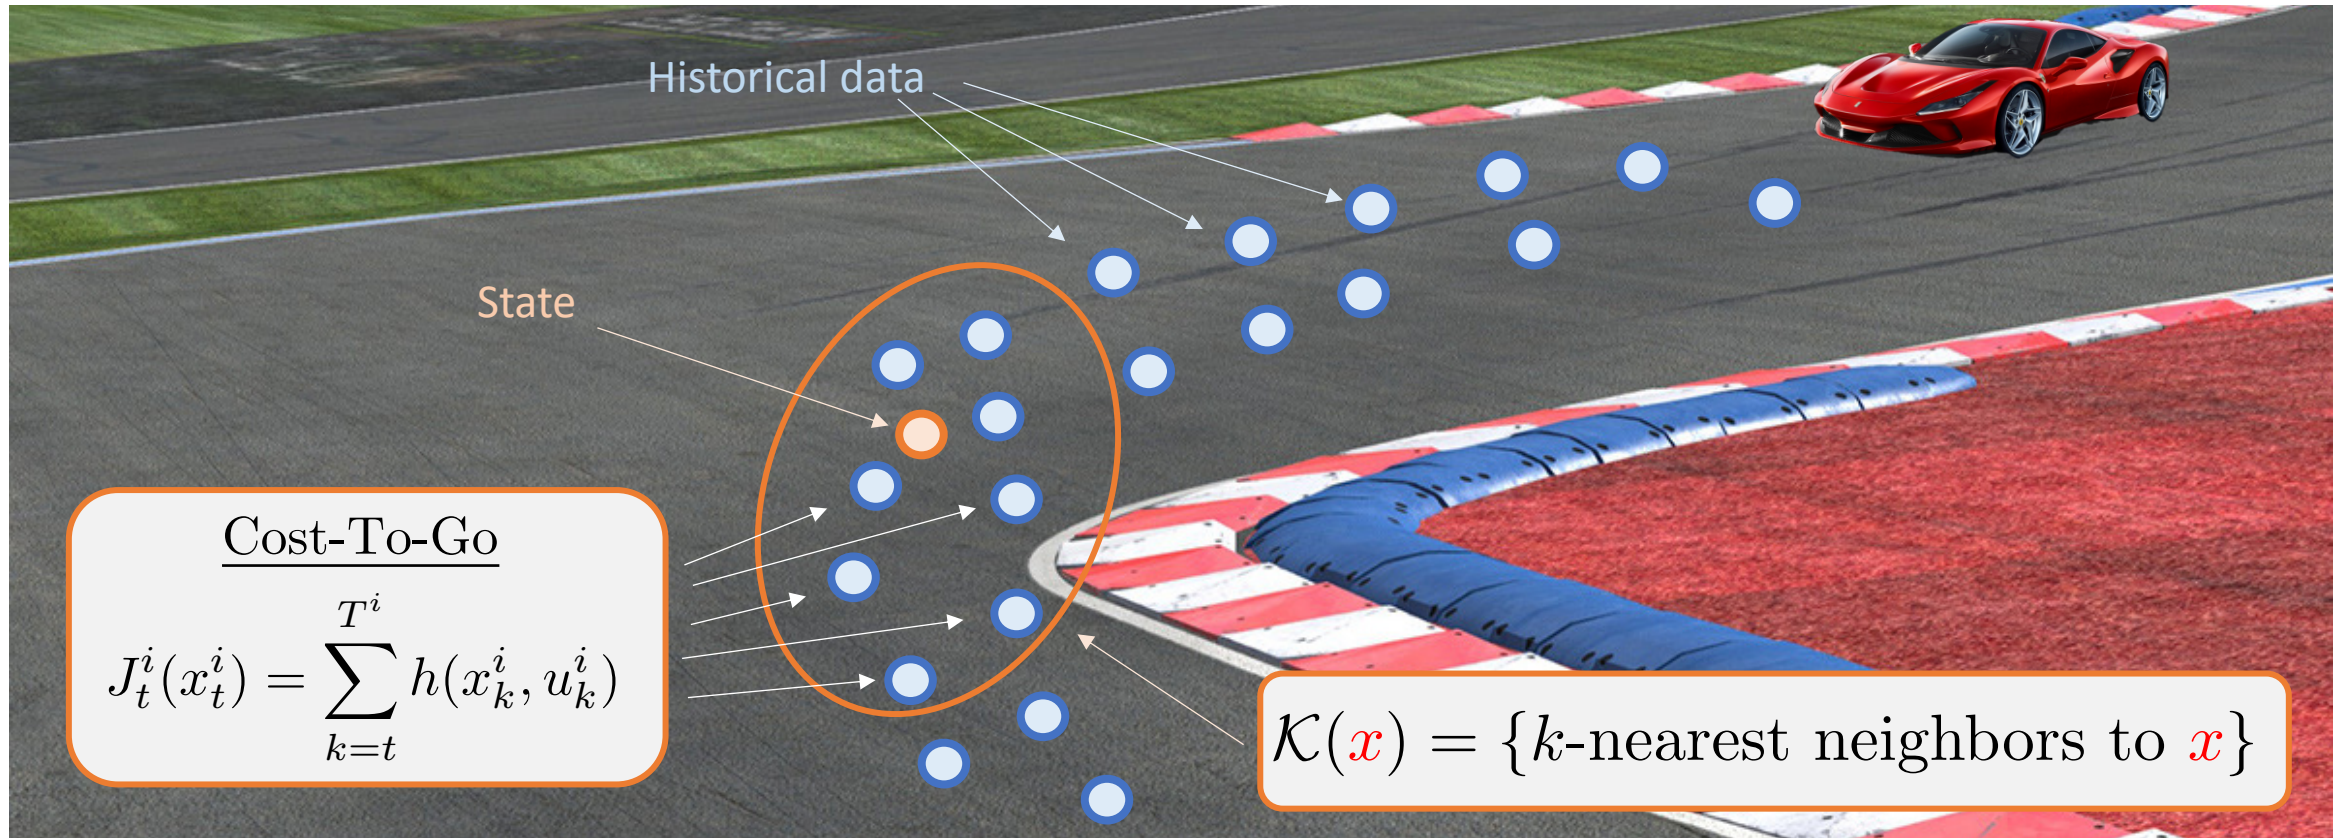 Historical data
State
Cost-To-Go
$J_t^i(x_t^i) = \sum_{k=t}^{T^i} h(x_k^i, u_k^i)$
$\mathcal{K}(x) = \{k\text{-nearest neighbors to } x\}$